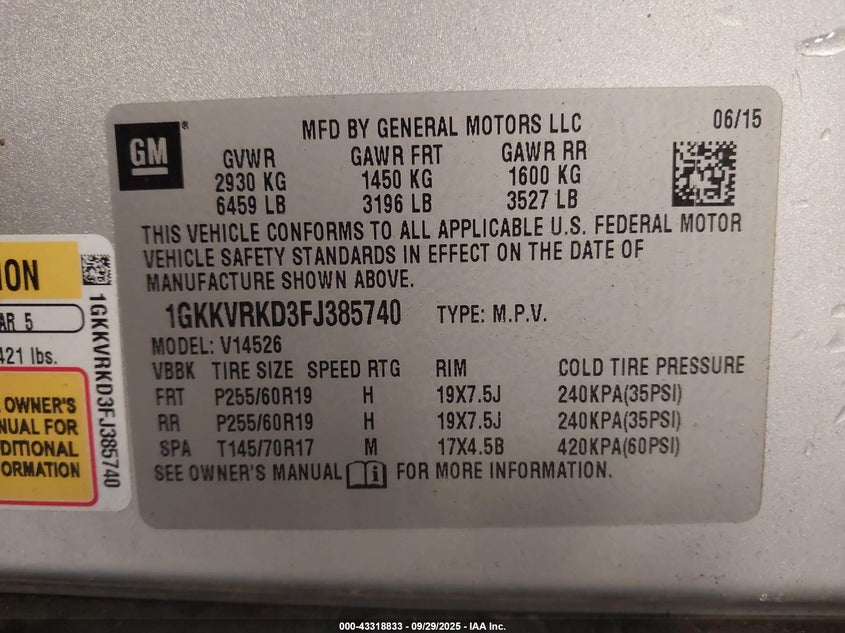 GM
®
MFD BY GENERAL MOTORS LLC 06/15
GVWR GAWR FRT GAWR RR
2930 KG 1450 KG 1600 KG
6459 LB 3196 LB 3527 LB
THIS VEHICLE CONFORMS TO ALL APPLICABLE U.S. FEDERAL MOTOR
VEHICLE SAFETY STANDARDS IN EFFECT ON THE DATE OF
MANUFACTURE SHOWN ABOVE.
1GKKVRKD3FJ385740 TYPE: M.P.V.
MODEL: V14526
VBBK TIRE SIZE SPEED RTG RIM COLD TIRE PRESSURE
FRT P255/60R19 H 19X7.5J 240KPA(35PSI)
RR P255/60R19 H 19X7.5J 240KPA(35PSI)
SPA T145/70R17 M 17X4.5B 420KPA(60PSI)
SEE OWNER'S MANUAL FOR MORE INFORMATION.
ION
AR 5
421 lbs.
OWNER'S
NUAL FOR
DITIONAL
ORMATION
1GKKVRKD3FJ385740
000-43318833 - 09/29/2025 - IAA Inc.